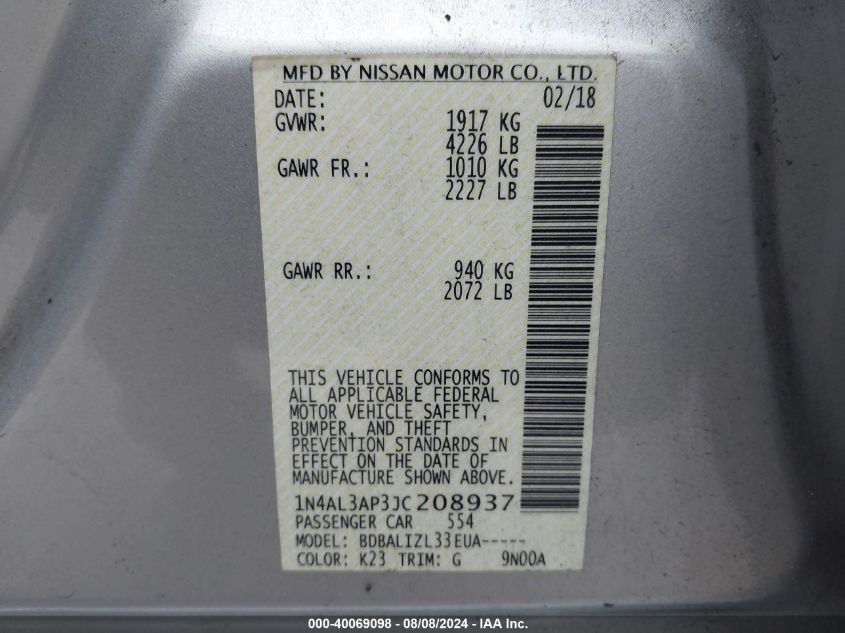 MFD BY NISSAN MOTOR CO., LTD.
DATE: 02/18
GVWR: 1917 KG
4226 LB
GAWR FR.: 1010 KG
2227 LB
GAWR RR.: 940 KG
2072 LB
THIS VEHICLE CONFORMS TO
ALL APPLICABLE FEDERAL
MOTOR VEHICLE SAFETY,
BUMPER, AND THEFT
PREVENTION STANDARDS IN
EFFECT ON THE DATE OF
MANUFACTURE SHOWN ABOVE.
1N4AL3AP3JC208937
PASSENGER CAR 554
MODEL: BDBALIZL33EUA-----
COLOR: K23 TRIM: G 9N00A
000-40069098 - 08/08/2024 - IAA Inc.